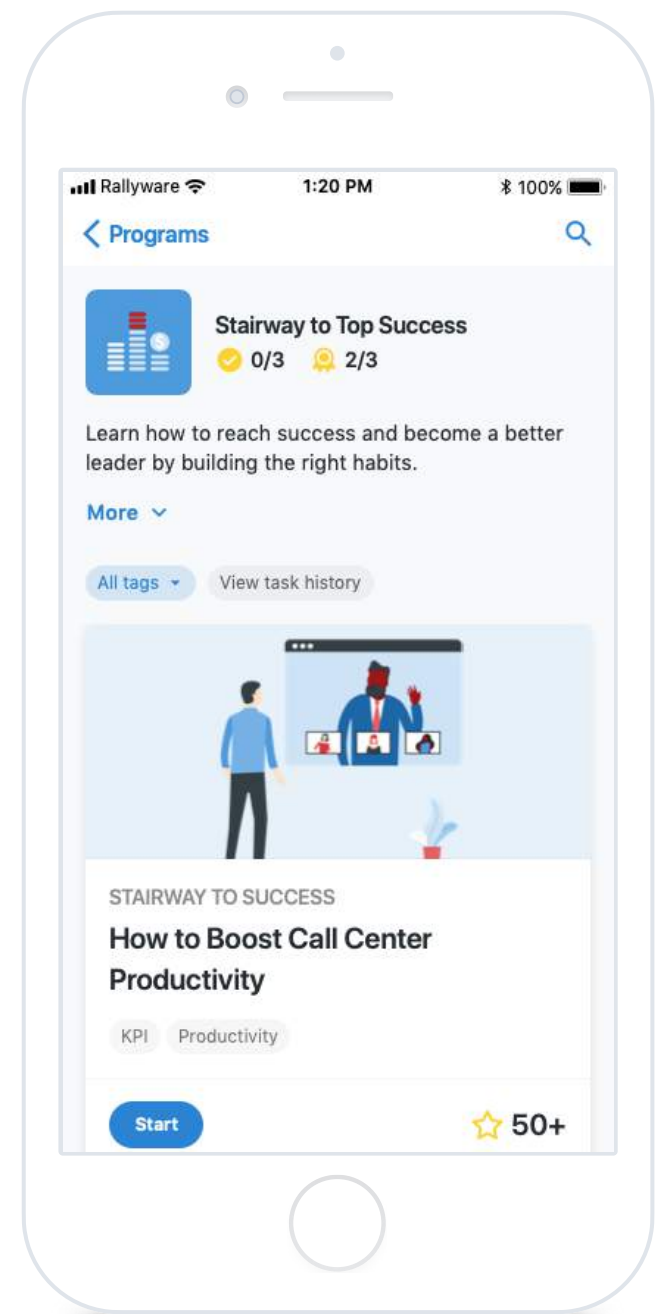 Rallyware 1:20 PM 100%
Programs
Stairway to Top Success
0/3 2/3
Learn how to reach success and become a better
leader by building the right habits.
More
All tags View task history
STAIRWAY TO SUCCESS
How to Boost Call Center
Productivity
KPI Productivity
Start 50+